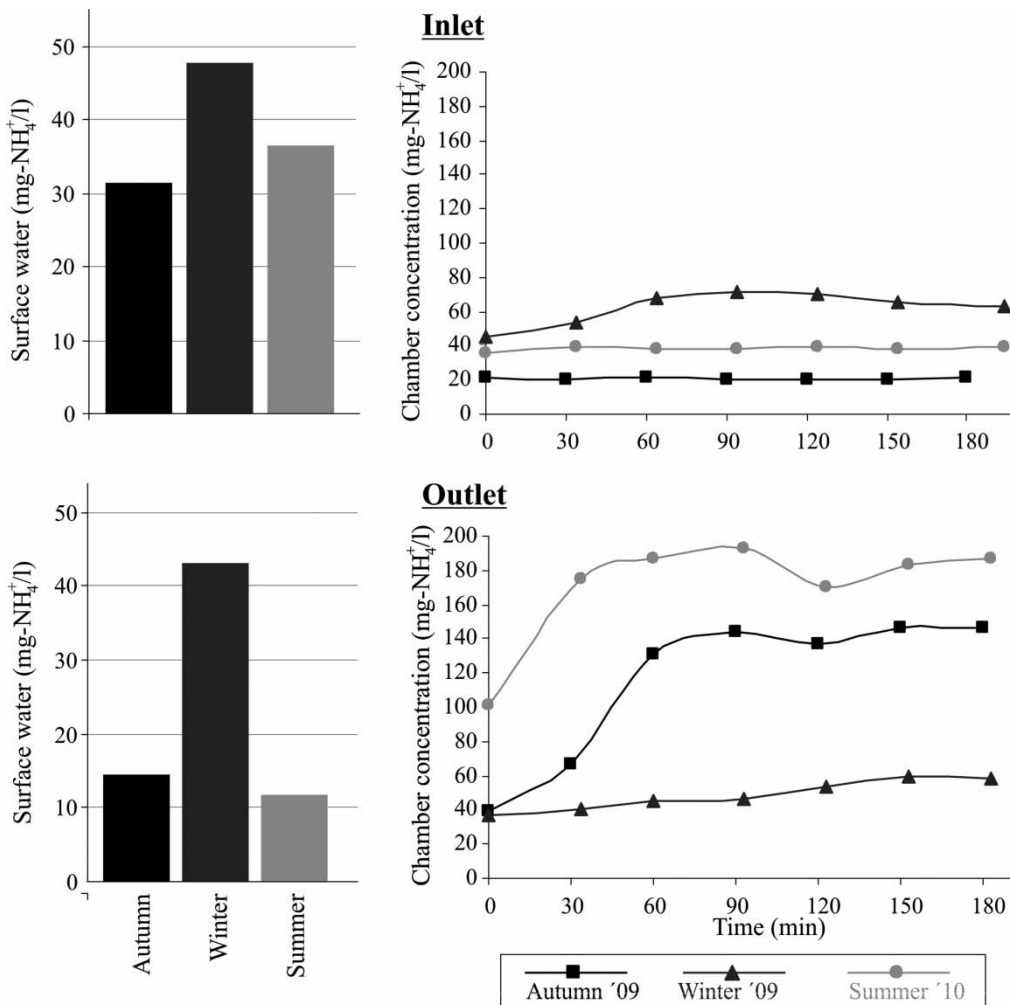 Inlet
Surface water (mg-NH₄⁺/l)
50
40
30
20
10
0
Chamber concentration (mg-NH₄⁺/l)
200
180
160
140
120
100
80
60
40
20
0
0 30 60 90 120 150 180
Outlet
Surface water (mg-NH₄⁺/l)
50
40
30
20
10
0
Autumn
Winter
Summer
Chamber concentration (mg-NH₄⁺/l)
200
180
160
140
120
100
80
60
40
20
0
0 30 60 90 120 150 180
Time (min)
Autumn ´09 Winter ´09 Summer ´10